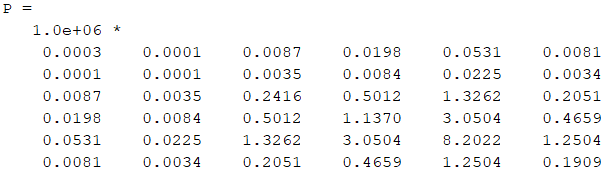 P =
1.0e+06 *
0.0003 0.0001 0.0087 0.0198 0.0531 0.0081
0.0001 0.0001 0.0035 0.0084 0.0225 0.0034
0.0087 0.0035 0.2416 0.5012 1.3262 0.2051
0.0198 0.0084 0.5012 1.1370 3.0504 0.4659
0.0531 0.0225 1.3262 3.0504 8.2022 1.2504
0.0081 0.0034 0.2051 0.4659 1.2504 0.1909